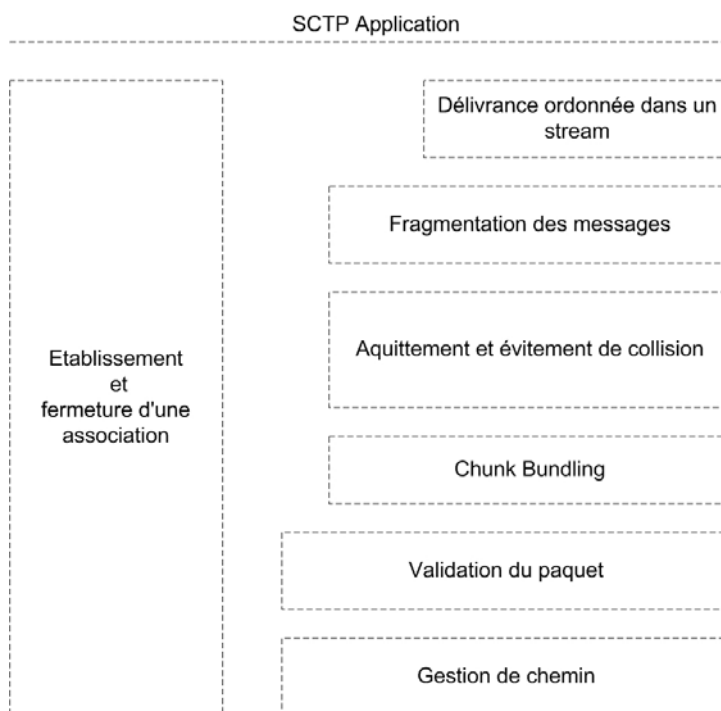 SCTP Application
Délivrance ordonnée dans un
stream
Fragmentation des messages
Aquittement et évitement de collision
Etablissement
et
fermeture d'une
association
Chunk Bundling
Validation du paquet
Gestion de chemin